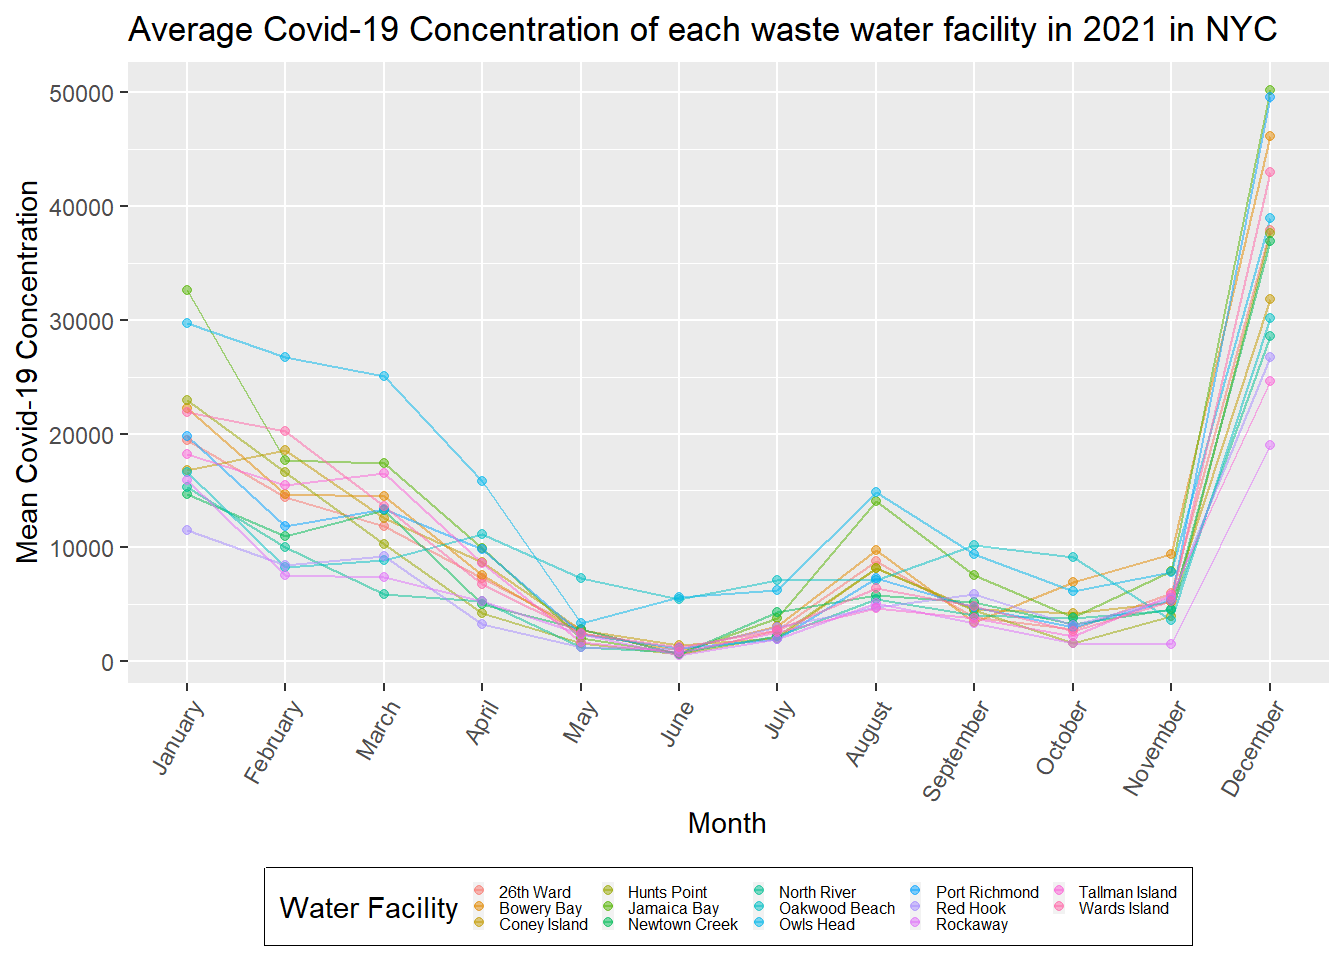 Average Covid-19 Concentration of each waste water facility in 2021 in NYC
Mean Covid-19 Concentration
50000
40000
30000
20000
10000
0
January
February
March
April
May
June
July
August
September
October
November
December
Month
Water Facility
26th Ward
Bowery Bay
Coney Island
Hunts Point
Jamaica Bay
Newtown Creek
North River
Oakwood Beach
Owls Head
Port Richmond
Red Hook
Rockaway
Tallman Island
Wards Island